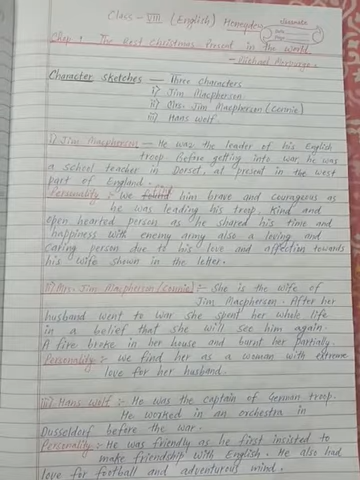 Class - VIII (English) Honeydew
classmate
Date
Page
Chap. 1 The Best Christmas Present in the World.
- Michael Morpurgo
Character sketches - Three characters
i) Jim Macpherson
ii) Mrs. Jim Macpherson (Connie)
iii) Hans Wolf.
i) Jim Macpherson - He was the leader of his English
troop. Before getting into war, he was
a school teacher in Dorset, at present in the west
part of England.
Personality :- We find him brave and courageous as
he was leading his troop. Kind and
open hearted person as he shared his time and
happiness with enemy army also a loving and
caring person due to his love and affection towards
his wife shown in the letter.
ii) Mrs. Jim Macpherson (Connie) :- She is the wife of
Jim Macpherson. After her
husband went to war she spent her whole life
in a belief that she will see him again.
A fire broke in her house and burnt her partially.
Personality :- We find her as a woman with extreme
love for her husband.
iii) Hans Wolf :- He was the captain of German troop.
He worked in an orchestra in
Dusseldorf before the war.
Personality :- He was friendly as he first insisted to
make friendship with English. He also had
love for football and adventurous mind.